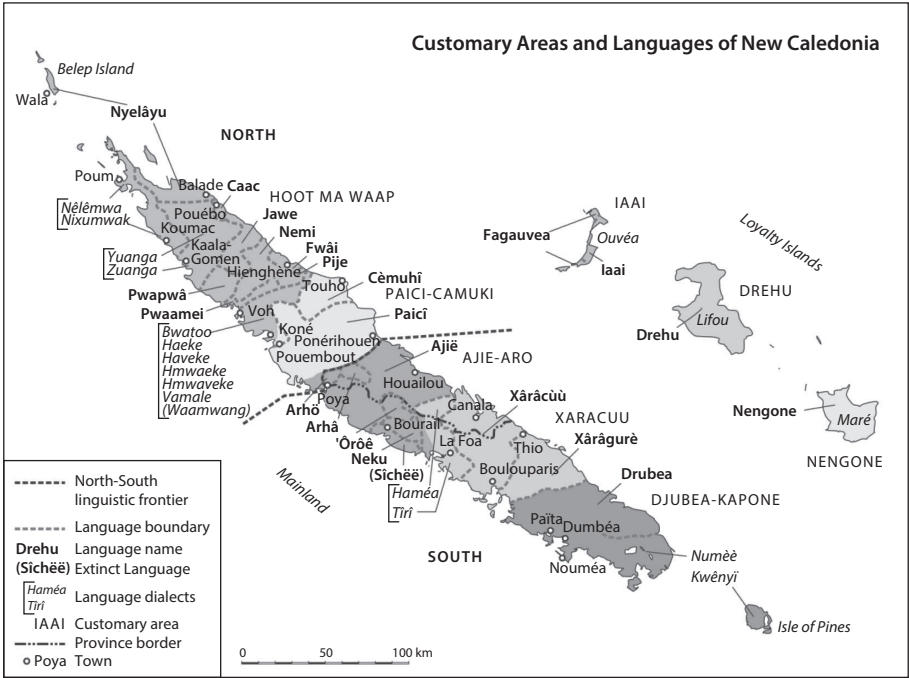 Customary Areas and Languages of New Caledonia
Belep Island
Wala
Nyelâyu
NORTH
Poum
Balade
Caac
HOOT MA WAAP
Nêlêmwa
Nixumwak
Pouébo
Koumac
Jawe
Nemi
Kaala-
Gomen
Fwâi
Yuanga
Zuanga
Hienghène
Pije
Touho
Cèmuhî
PAICI-CAMUKI
Pwapwâ
Pwaamei
Voh
Paicî
Bwatoo
Haeke
Haveke
Hmwaeke
Hmwaveke
Vamale
(Waamwang)
Koné
Ponérihouen
Pouembout
Ajië
AJIE-ARO
Houailou
Poya
Arhö
Arhâ
'Ôrôê
Neku
(Sîchëë)
Bourail
Canala
Xârâcùù
XARACUU
La Foa
Thio
Xârâgurè
Boulouparis
Haméa
Tîrî
Drubea
DJUBEA-KAPONE
Païta
Dumbéa
Nouméa
Numèè
Kwênyï
Isle of Pines
Mainland
SOUTH
IAAI
Fagauvea
Ouvéa
Iaai
Loyalty Islands
DREHU
Lifou
Drehu
Nengone
Maré
NENGONE
North-South
linguistic frontier
Language boundary
Drehu Language name
(Sîchëë) Extinct Language
Haméa
Tîrî
Language dialects
IAAI Customary area
Province border
Poya Town
0 50 100 km